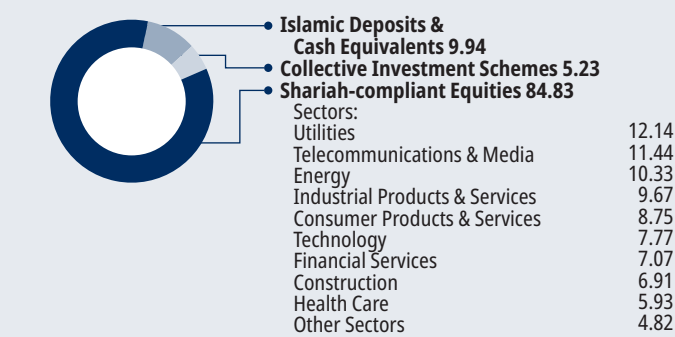 Islamic Deposits &
Cash Equivalents 9.94
Collective Investment Schemes 5.23
Shariah-compliant Equities 84.83
Sectors:
Utilities 12.14
Telecommunications & Media 11.44
Energy 10.33
Industrial Products & Services 9.67
Consumer Products & Services 8.75
Technology 7.77
Financial Services 7.07
Construction 6.91
Health Care 5.93
Other Sectors 4.82